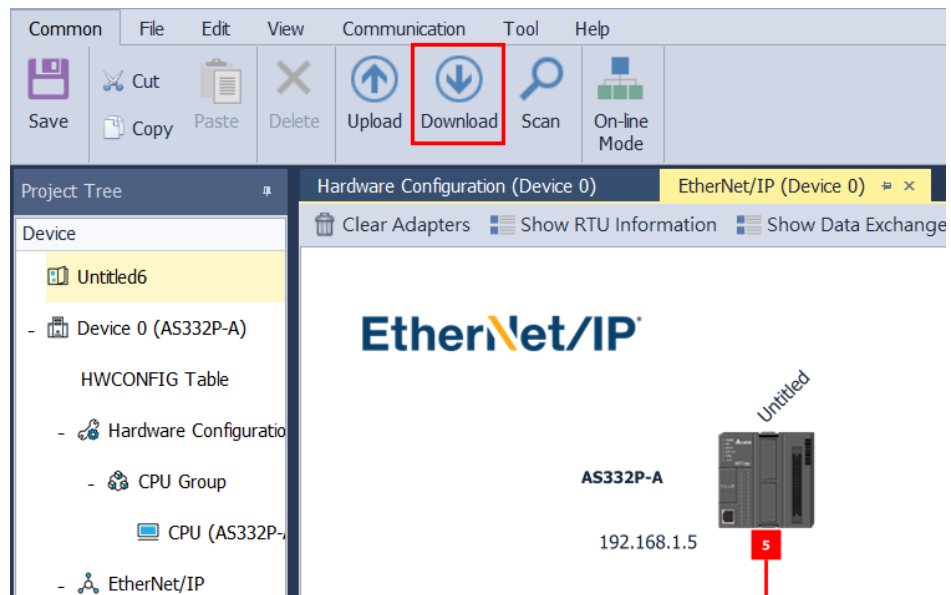 Common File Edit View Communication Tool Help
Save Cut Copy Paste Delete Upload Download Scan On-line
Mode
Project Tree
Hardware Configuration (Device 0) EtherNet/IP (Device 0)
Clear Adapters Show RTU Information Show Data Exchange
Device
Untitled6
Device 0 (AS332P-A)
HWCONFIG Table
Hardware Configuratio
CPU Group
CPU (AS332P-
EtherNet/IP
EtherNet/IP
Untitled
AS332P-A
192.168.1.5
5